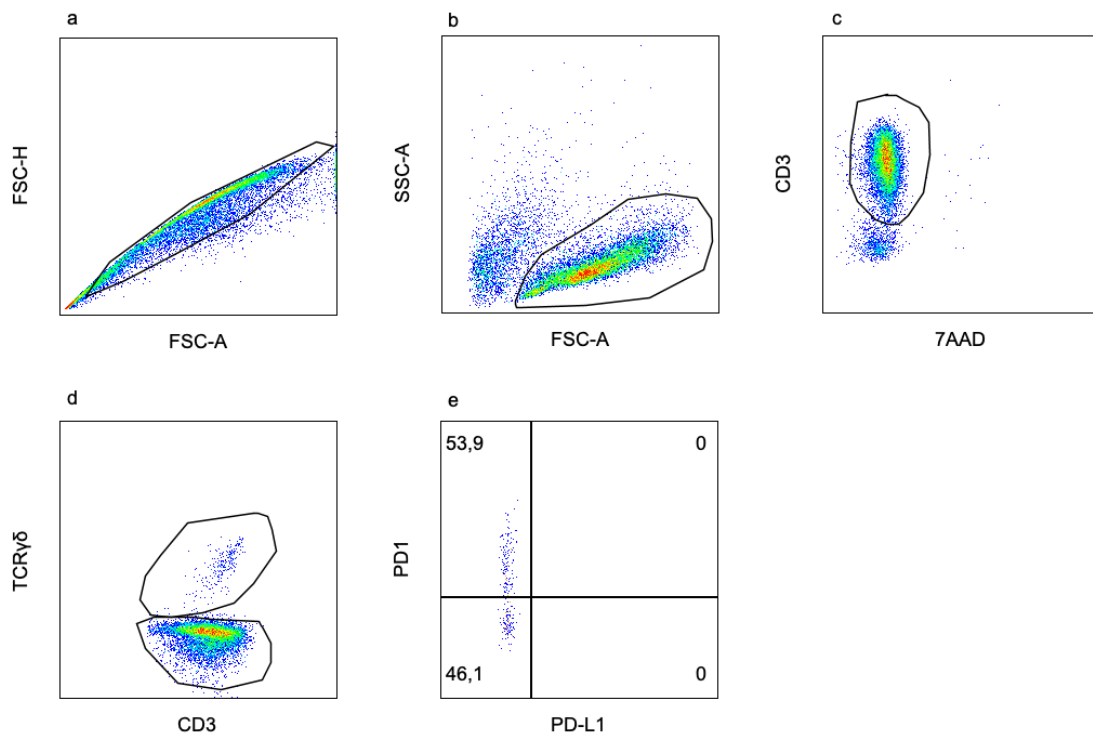 a
FSC-H
FSC-A
b
SSC-A
FSC-A
c
CD3
7AAD
d
TCRγδ
CD3
e
53,9
0
PD1
46,1
0
PD-L1